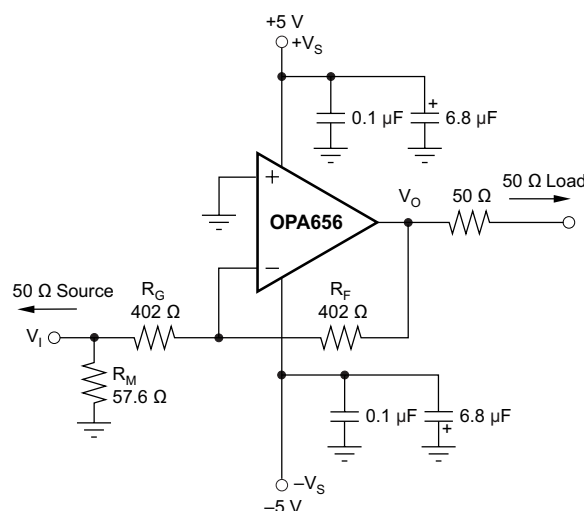 +5 V
+V_S
+
0.1 μF
6.8 μF
+
OPA656
−
V_O
50 Ω
50 Ω Load
50 Ω Source
R_G
402 Ω
R_F
402 Ω
V_I
R_M
57.6 Ω
0.1 μF
6.8 μF
+
−V_S
−5 V